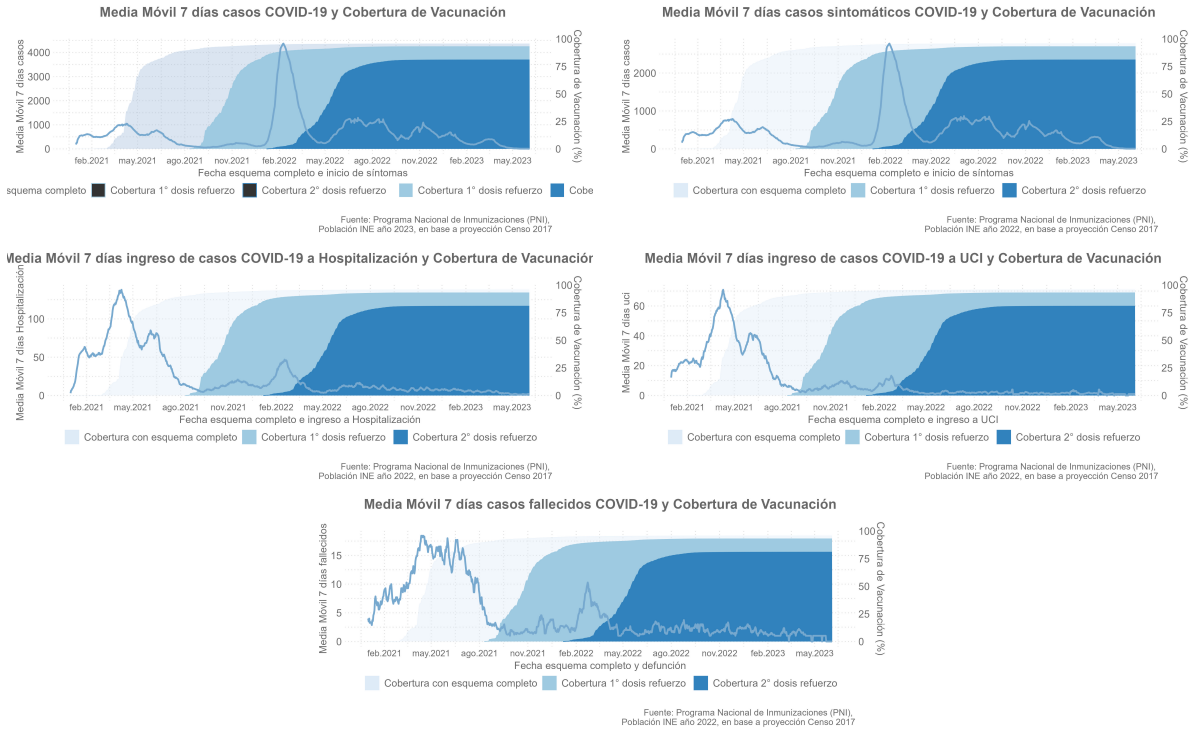 Media Móvil 7 días casos COVID-19 y Cobertura de Vacunación
Media Móvil 7 días casos
4000
3000
2000
1000
0
100
75
50
25
0
Cobertura de Vacunación (%)
feb.2021 may.2021 ago.2021 nov.2021 feb.2022 may.2022 ago.2022 nov.2022 feb.2023 may.2023
Fecha esquema completo e inicio de síntomas
squema completo Cobertura 1° dosis refuerzo Cobertura 2° dosis refuerzo Cobertura 1° dosis refuerzo Cobe
Fuente: Programa Nacional de Inmunizaciones (PNI),
Población INE año 2023, en base a proyección Censo 2017
Media Móvil 7 días casos sintomáticos COVID-19 y Cobertura de Vacunación
Media Móvil 7 días casos
2000
1000
0
100
75
50
25
0
Cobertura de Vacunación (%)
feb.2021 may.2021 ago.2021 nov.2021 feb.2022 may.2022 ago.2022 nov.2022 feb.2023 may.2023
Fecha esquema completo e inicio de síntomas
Cobertura con esquema completo Cobertura 1° dosis refuerzo Cobertura 2° dosis refuerzo
Fuente: Programa Nacional de Inmunizaciones (PNI),
Población INE año 2022, en base a proyección Censo 2017
Media Móvil 7 días ingreso de casos COVID-19 a Hospitalización y Cobertura de Vacunación
Media Móvil 7 días Hospitalización
100
50
0
100
75
50
25
0
Cobertura de Vacunación (%)
feb.2021 may.2021 ago.2021 nov.2021 feb.2022 may.2022 ago.2022 nov.2022 feb.2023 may.2023
Fecha esquema completo e ingreso a Hospitalización
Cobertura con esquema completo Cobertura 1° dosis refuerzo Cobertura 2° dosis refuerzo
Fuente: Programa Nacional de Inmunizaciones (PNI),
Población INE año 2022, en base a proyección Censo 2017
Media Móvil 7 días ingreso de casos COVID-19 a UCI y Cobertura de Vacunación
Media Móvil 7 días uci
60
40
20
0
100
75
50
25
0
Cobertura de Vacunación (%)
feb.2021 may.2021 ago.2021 nov.2021 feb.2022 may.2022 ago.2022 nov.2022 feb.2023 may.2023
Fecha esquema completo e ingreso a UCI
Cobertura con esquema completo Cobertura 1° dosis refuerzo Cobertura 2° dosis refuerzo
Fuente: Programa Nacional de Inmunizaciones (PNI),
Población INE año 2022, en base a proyección Censo 2017
Media Móvil 7 días casos fallecidos COVID-19 y Cobertura de Vacunación
Media Móvil 7 días fallecidos
15
10
5
0
100
75
50
25
0
Cobertura de Vacunación (%)
feb.2021 may.2021 ago.2021 nov.2021 feb.2022 may.2022 ago.2022 nov.2022 feb.2023 may.2023
Fecha esquema completo y defunción
Cobertura con esquema completo Cobertura 1° dosis refuerzo Cobertura 2° dosis refuerzo
Fuente: Programa Nacional de Inmunizaciones (PNI),
Población INE año 2022, en base a proyección Censo 2017